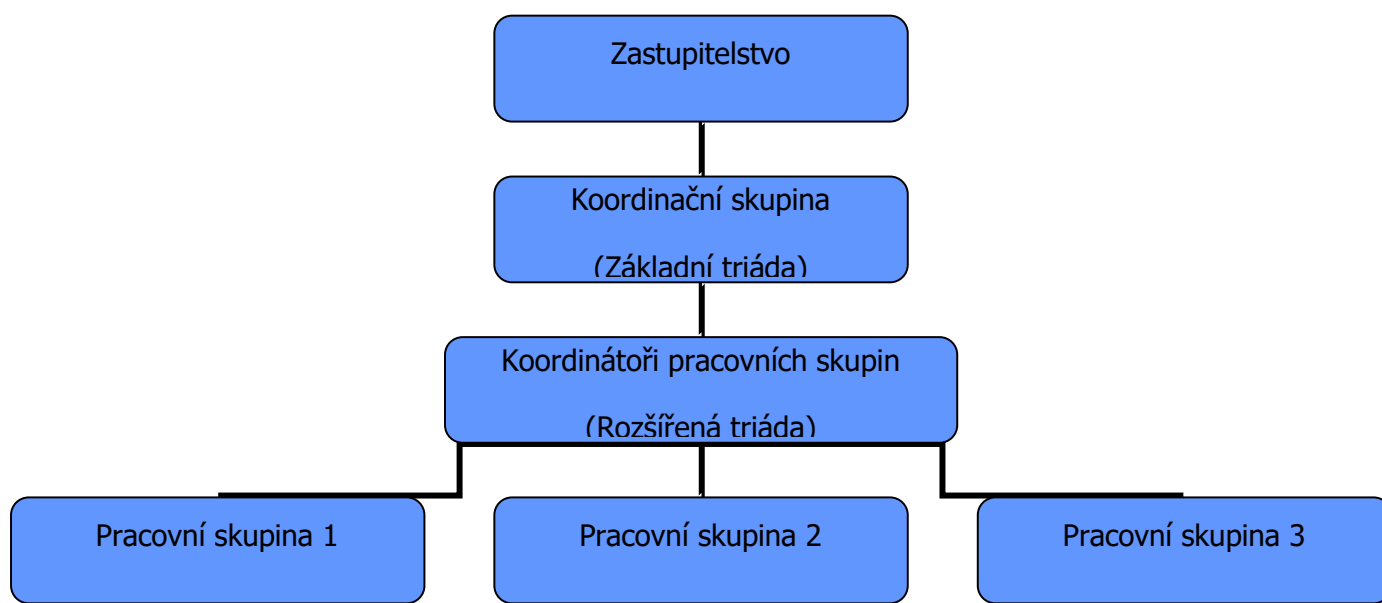 Zastupitelstvo
Koordinační skupina
(Základní triáda)
Koordinátoři pracovních skupin
(Rozšířená triáda)
Pracovní skupina 1
Pracovní skupina 2
Pracovní skupina 3